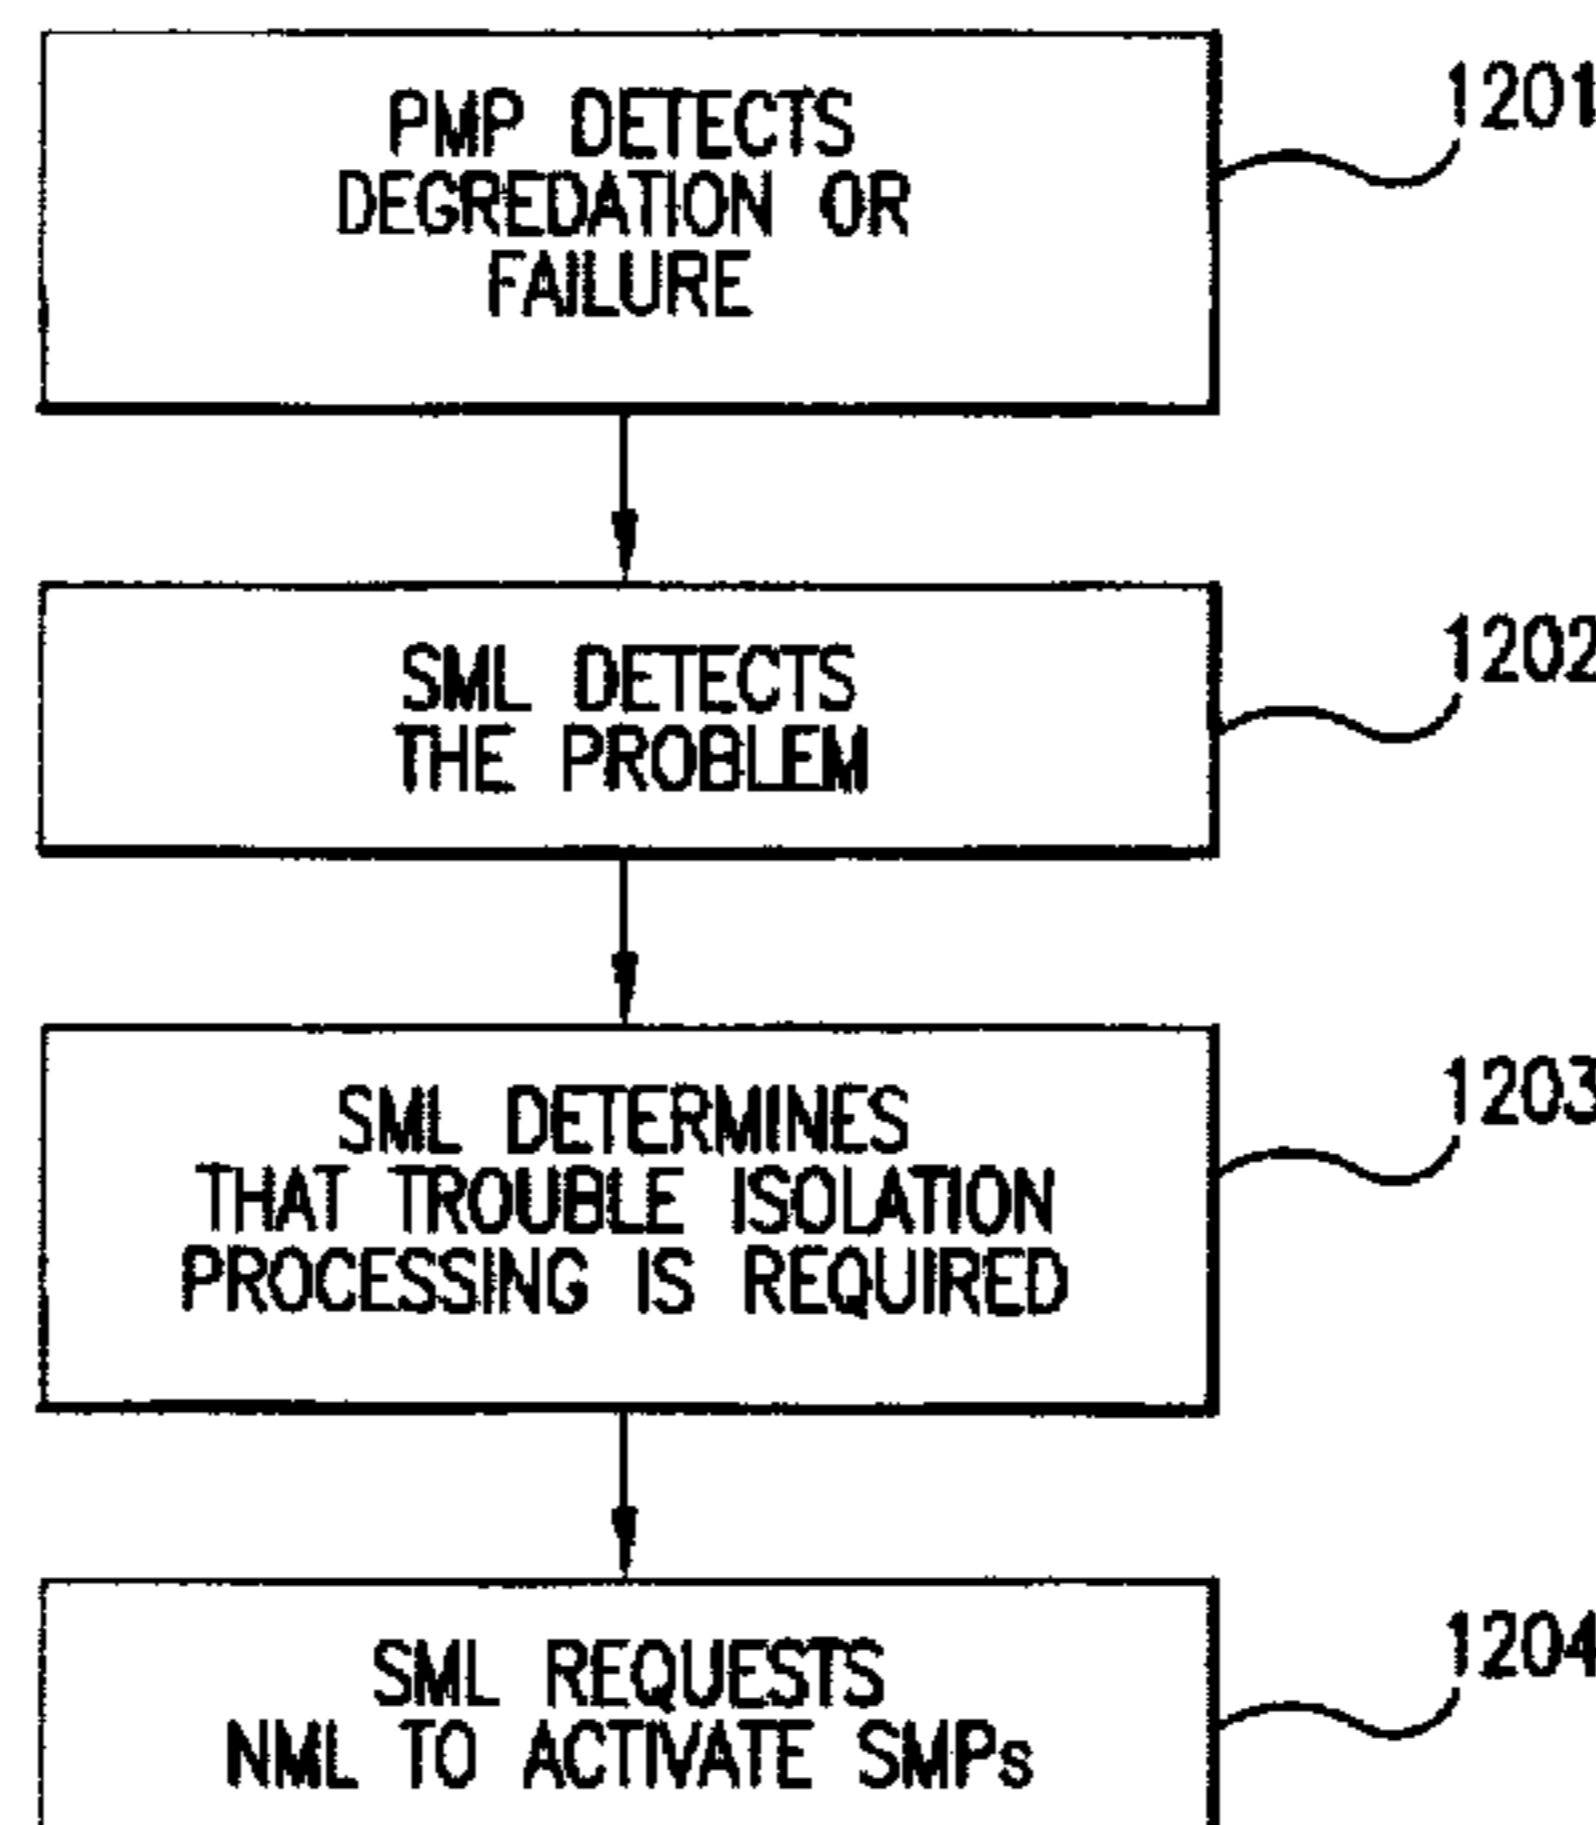 PMP DETECTS
DEGREDATION OR
FAILURE
1201
SML DETECTS
THE PROBLEM
1202
SML DETERMINES
THAT TROUBLE ISOLATION
PROCESSING IS REQUIRED
1203
SML REQUESTS
NML TO ACTIVATE SMPs
1204